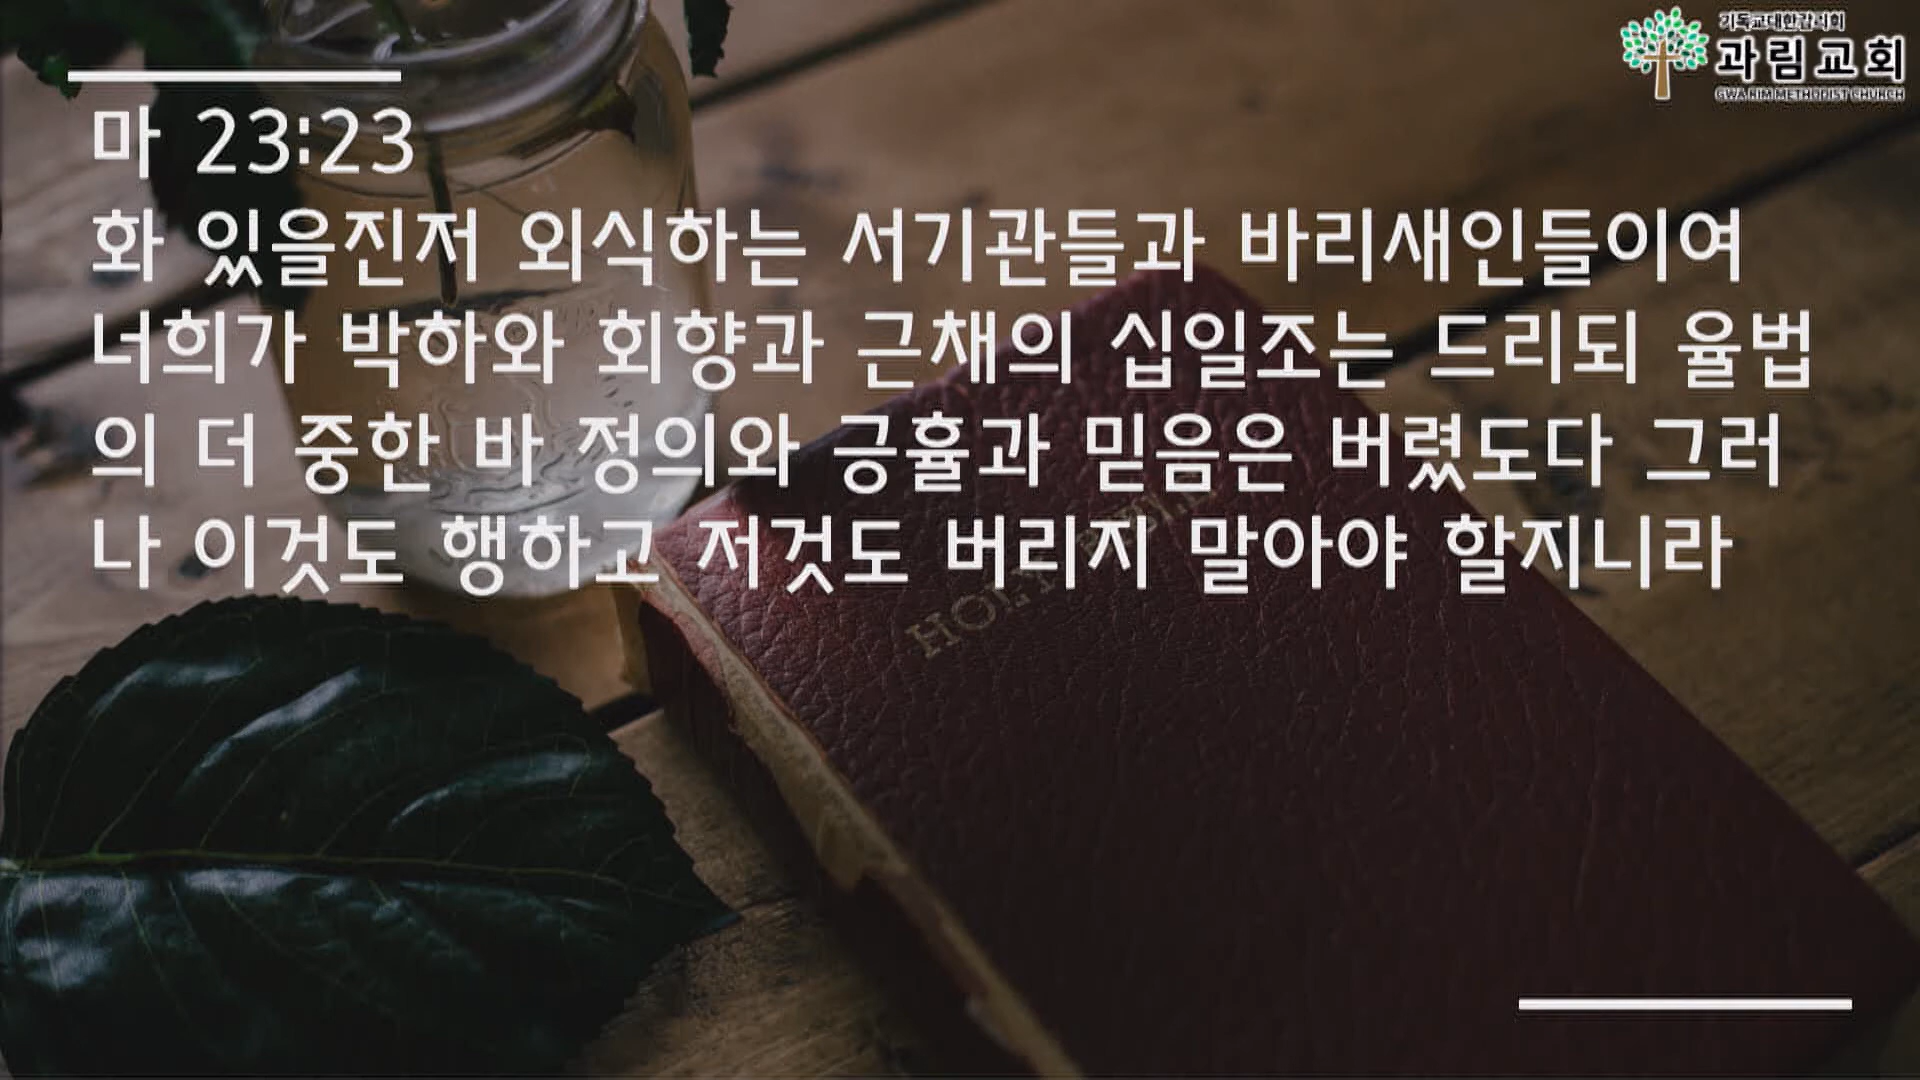 기독교대한감리회
과림교회
GWA RIM METHODIST CHURCH
마 23:23
화 있을진저 외식하는 서기관들과 바리새인들이여
너희가 박하와 회향과 근채의 십일조는 드리되 율법
의 더 중한 바 정의와 긍휼과 믿음은 버렸도다 그러
나 이것도 행하고 저것도 버리지 말아야 할지니라
HOLY BIBLE